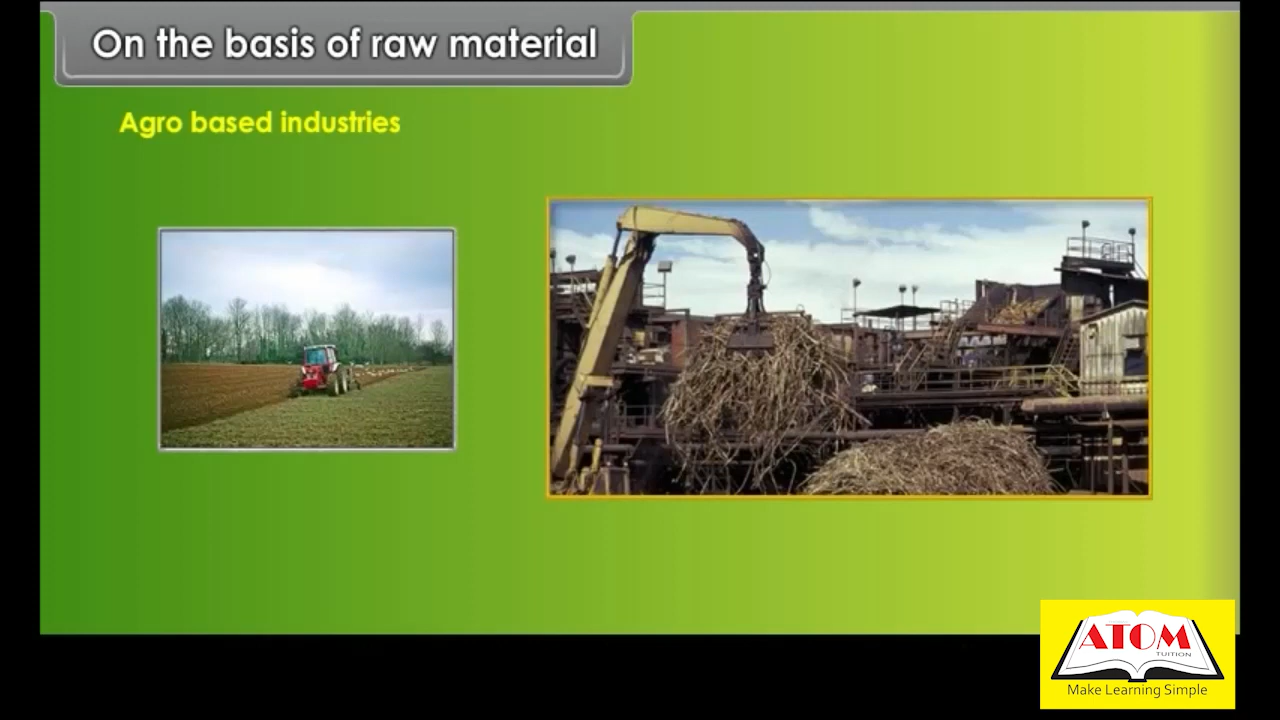 On the basis of raw material
Agro based industries
ATOM
TUITION
Make Learning Simple